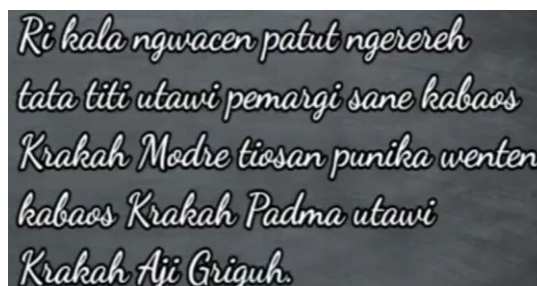 Ri kala ngwacen patut ngerereh
tata titi utawi pemargi sane kabaos
Krakah Modre tiosan punika wenten
kabaos Krakah Padma utawi
Krakah Aji Griguh.